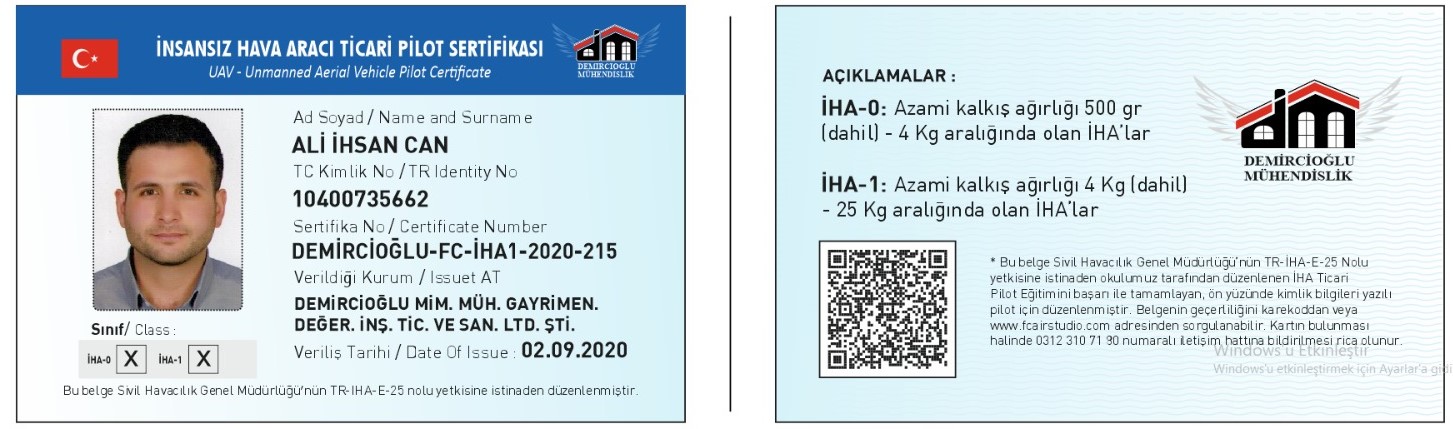 İNSANSIZ HAVA ARACI TİCARİ PİLOT SERTİFİKASI
UAV - Unmanned Aerial Vehicle Pilot Certificate
DEMİRCİOĞLU
MÜHENDİSLİK
Ad Soyad / Name and Surname
ALİ İHSAN CAN
TC Kimlik No / TR Identity No
10400735662
Sertifika No / Certificate Number
DEMİRCİOĞLU-FC-İHA1-2020-215
Verildiği Kurum / Issuet AT
DEMİRCİOĞLU MİM. MÜH. GAYRİMEN.
DEĞER. İNŞ. TİC. VE SAN. LTD. ŞTİ.
Veriliş Tarihi / Date Of Issue : 02.09.2020
Sınıf/ Class :
İHA-0 X İHA-1 X
Bu belge Sivil Havacılık Genel Müdürlüğü'nün TR-IHA-E-25 nolu yetkisine istinaden düzenlenmiştir.
AÇIKLAMALAR :
İHA-0: Azami kalkış ağırlığı 500 gr
(dahil) - 4 Kg aralığında olan İHA'lar
İHA-1: Azami kalkış ağırlığı 4 Kg (dahil)
- 25 Kg aralığında olan İHA'lar
DEMİRCİOĞLU
MÜHENDİSLİK
* Bu belge Sivil Havacılık Genel Müdürlüğü'nün TR-İHA-E-25 Nolu
yetkisine istinaden okulumuz tarafından düzenlenen İHA Ticari
Pilot Eğitimini başarı ile tamamlayan, ön yüzünde kimlik bilgileri yazılı
pilot için düzenlenmiştir. Belgenin geçerliliğini karekoddan veya
www.fcairstudio.com adresinden sorgulanabilir. Kartın bulunması
halinde 0312 310 71 90 numaralı iletişim hattına bildirilmesi rica olunur.
Windows'u Etkinleştir
Windows'u etkinleştirmek için Ayarlar'a gidi